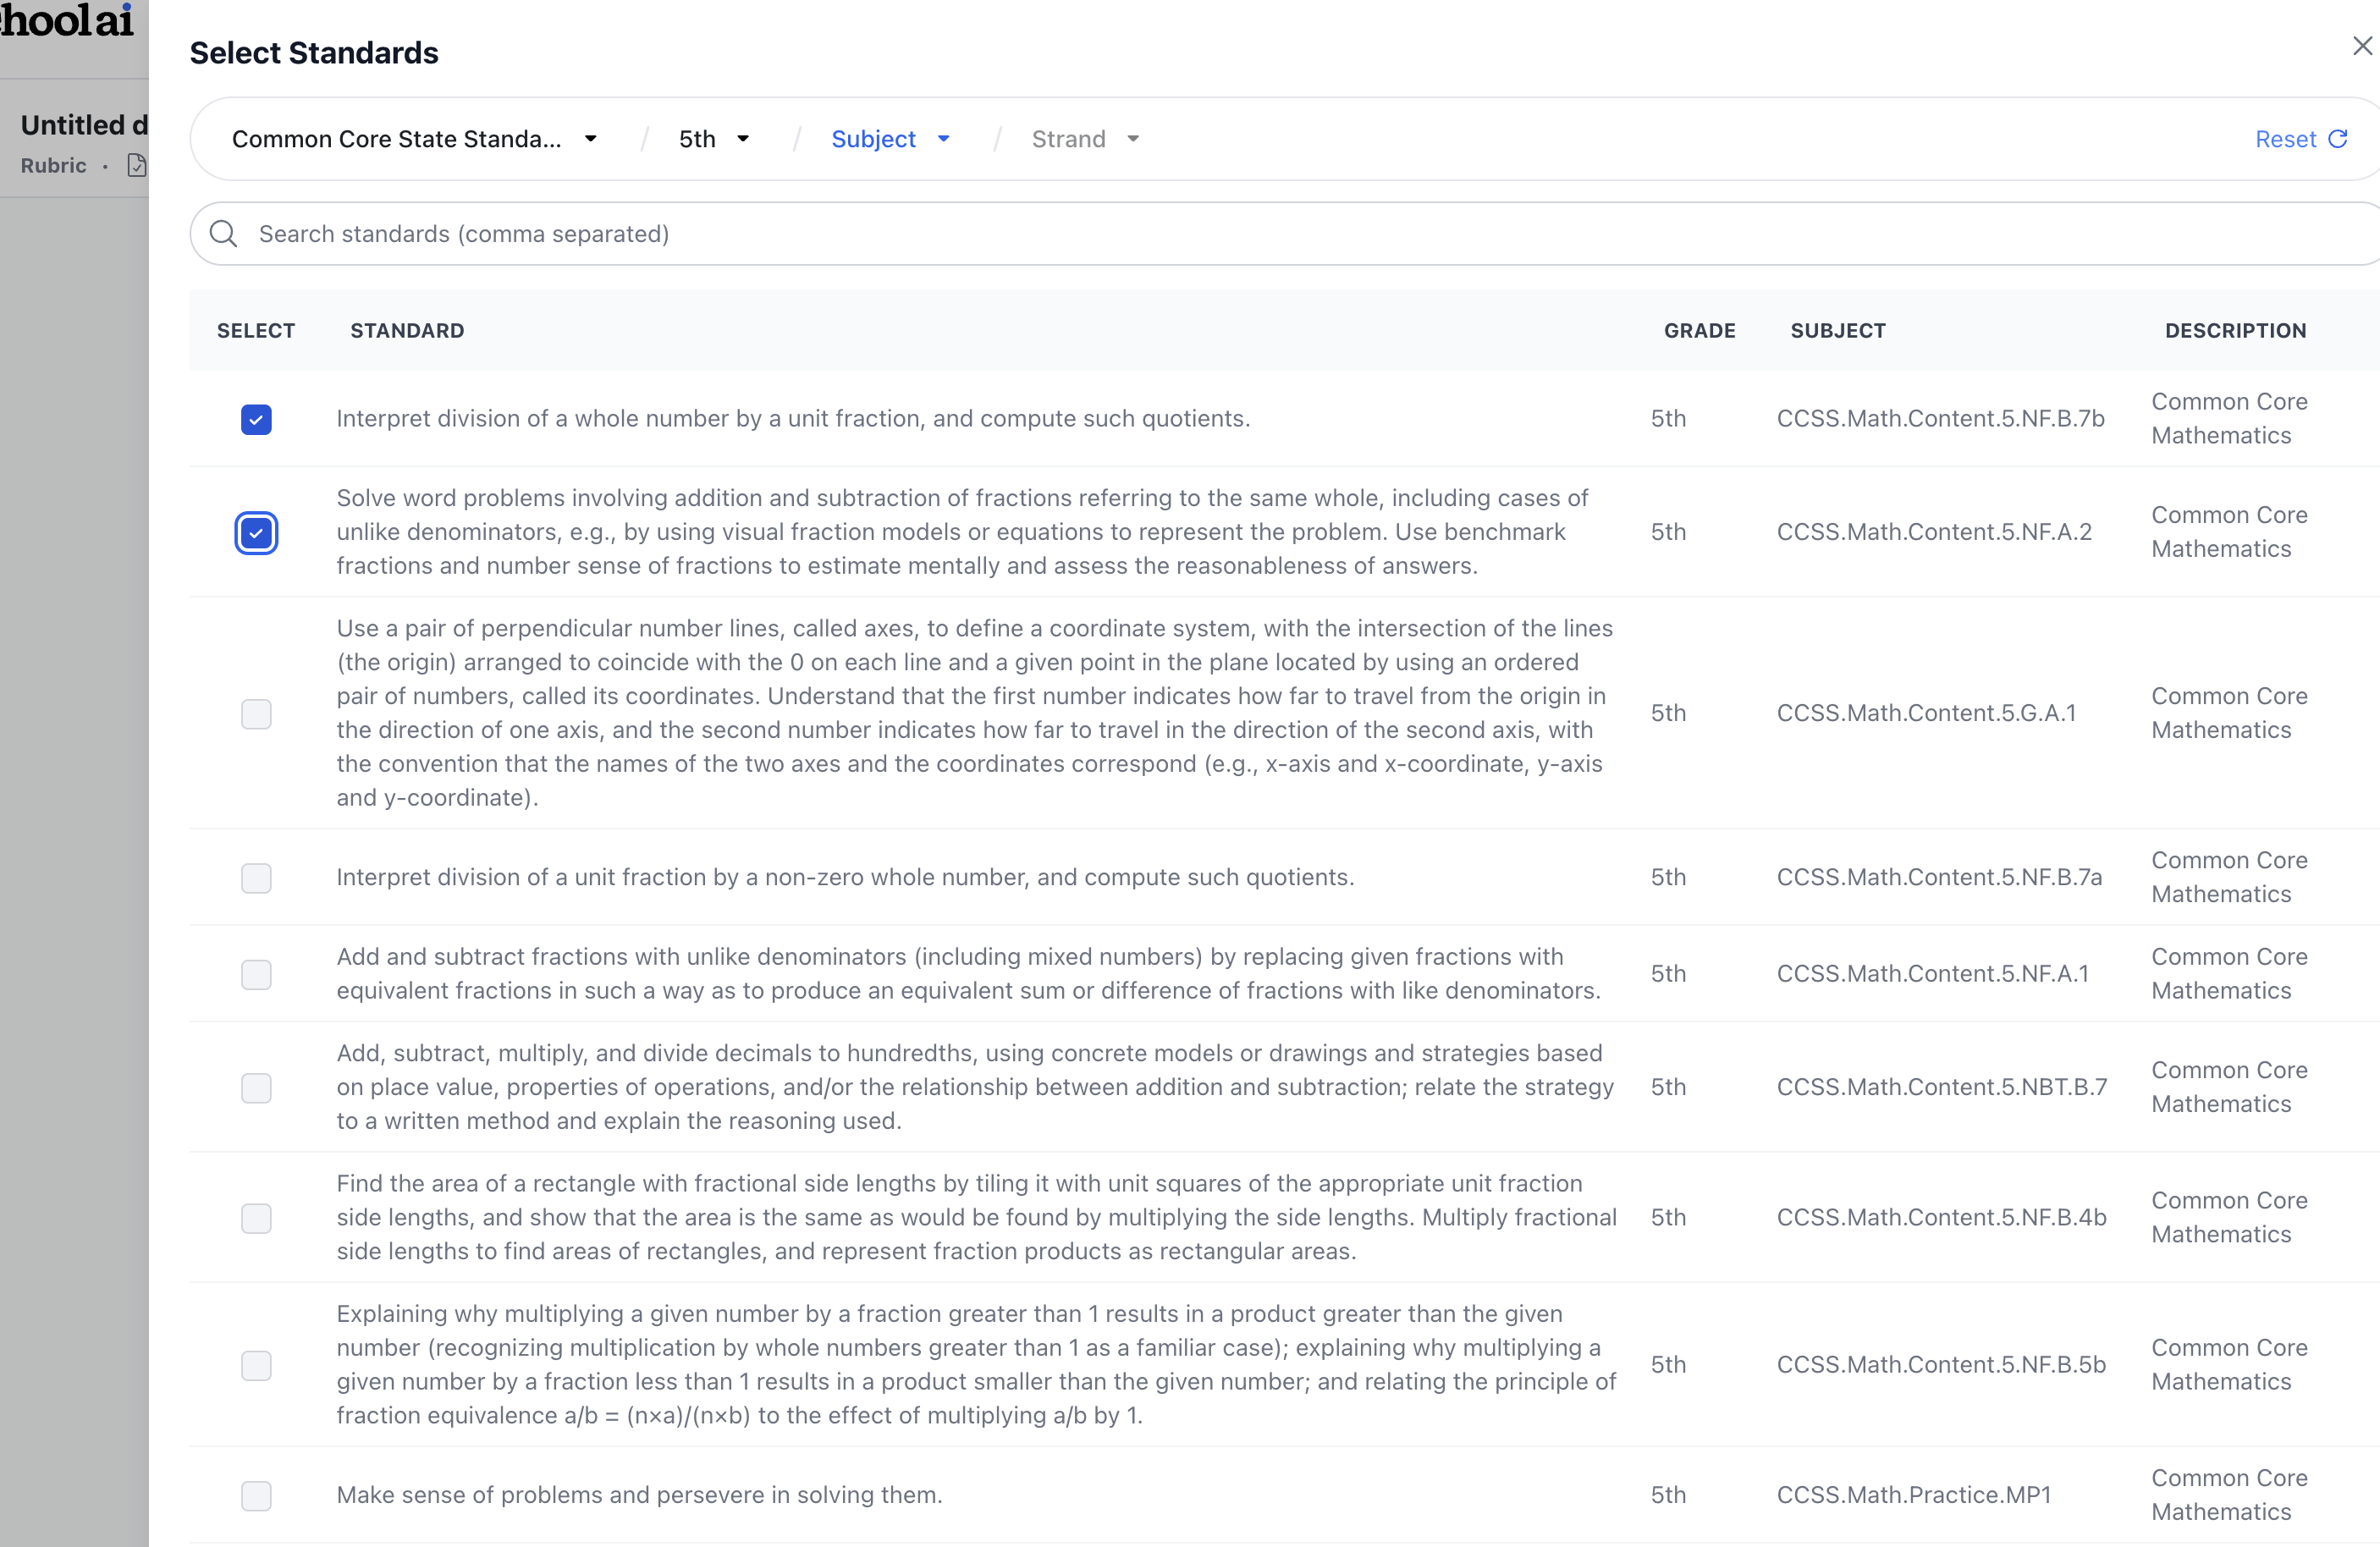 hoolai
Untitled d
Rubric ·
Select Standards
Common Core State Standa... / 5th / Subject / Strand
Reset
Search standards (comma separated)
SELECT STANDARD GRADE SUBJECT DESCRIPTION
Interpret division of a whole number by a unit fraction, and compute such quotients.
5th
CCSS.Math.Content.5.NF.B.7b
Common Core
Mathematics
Solve word problems involving addition and subtraction of fractions referring to the same whole, including cases of
unlike denominators, e.g., by using visual fraction models or equations to represent the problem. Use benchmark
fractions and number sense of fractions to estimate mentally and assess the reasonableness of answers.
5th
CCSS.Math.Content.5.NF.A.2
Common Core
Mathematics
Use a pair of perpendicular number lines, called axes, to define a coordinate system, with the intersection of the lines
(the origin) arranged to coincide with the 0 on each line and a given point in the plane located by using an ordered
pair of numbers, called its coordinates. Understand that the first number indicates how far to travel from the origin in
the direction of one axis, and the second number indicates how far to travel in the direction of the second axis, with
the convention that the names of the two axes and the coordinates correspond (e.g., x-axis and x-coordinate, y-axis
and y-coordinate).
5th
CCSS.Math.Content.5.G.A.1
Common Core
Mathematics
Interpret division of a unit fraction by a non-zero whole number, and compute such quotients.
5th
CCSS.Math.Content.5.NF.B.7a
Common Core
Mathematics
Add and subtract fractions with unlike denominators (including mixed numbers) by replacing given fractions with
equivalent fractions in such a way as to produce an equivalent sum or difference of fractions with like denominators.
5th
CCSS.Math.Content.5.NF.A.1
Common Core
Mathematics
Add, subtract, multiply, and divide decimals to hundredths, using concrete models or drawings and strategies based
on place value, properties of operations, and/or the relationship between addition and subtraction; relate the strategy
to a written method and explain the reasoning used.
5th
CCSS.Math.Content.5.NBT.B.7
Common Core
Mathematics
Find the area of a rectangle with fractional side lengths by tiling it with unit squares of the appropriate unit fraction
side lengths, and show that the area is the same as would be found by multiplying the side lengths. Multiply fractional
side lengths to find areas of rectangles, and represent fraction products as rectangular areas.
5th
CCSS.Math.Content.5.NF.B.4b
Common Core
Mathematics
Explaining why multiplying a given number by a fraction greater than 1 results in a product greater than the given
number (recognizing multiplication by whole numbers greater than 1 as a familiar case); explaining why multiplying a
given number by a fraction less than 1 results in a product smaller than the given number; and relating the principle of
fraction equivalence a/b = (n×a)/(n×b) to the effect of multiplying a/b by 1.
5th
CCSS.Math.Content.5.NF.B.5b
Common Core
Mathematics
Make sense of problems and persevere in solving them.
5th
CCSS.Math.Practice.MP1
Common Core
Mathematics